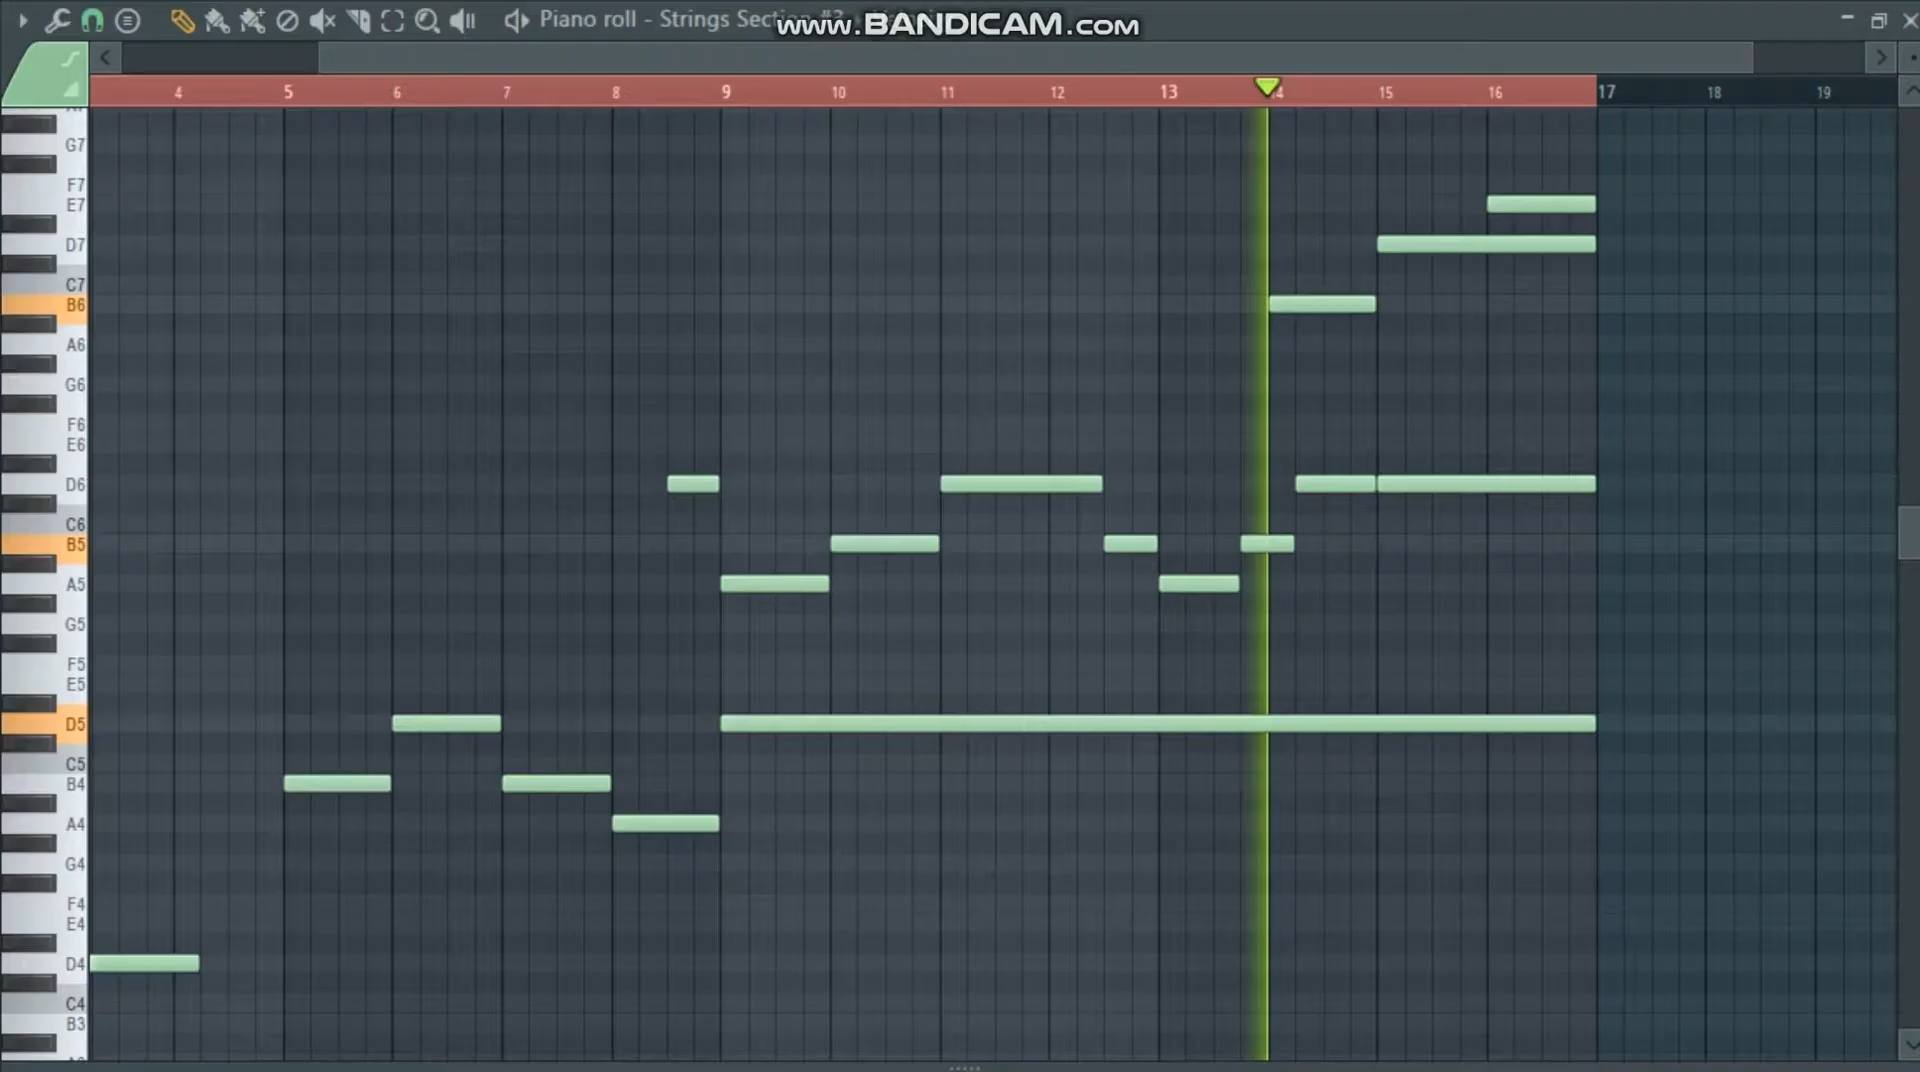 Piano roll - Strings Section
www.BANDICAM.com
4 5 6 7 8 9 10 11 12 13 14 15 16 17 18 19
G7
F7
E7
D7
C7
B6
A6
G6
F6
E6
D6
C6
B5
A5
G5
F5
E5
D5
C5
B4
A4
G4
F4
E4
D4
C4
B3